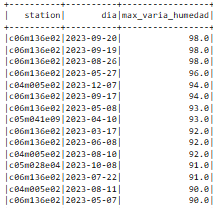 +----------+----------+------------------+
|   station|       dia|max_varia_humedad|
+----------+----------+------------------+
|c06m136e02|2023-09-20|             98.0|
|c06m136e02|2023-09-19|             98.0|
|c06m136e02|2023-08-26|             98.0|
|c06m136e02|2023-05-27|             96.0|
|c04m005e02|2023-12-07|             94.0|
|c06m136e02|2023-09-17|             94.0|
|c06m136e02|2023-05-08|             93.0|
|c05m041e09|2023-04-10|             93.0|
|c06m136e02|2023-03-17|             92.0|
|c06m136e02|2023-06-08|             92.0|
|c04m005e02|2023-08-10|             92.0|
|c05m028e04|2023-10-08|             91.0|
|c06m136e02|2023-07-22|             91.0|
|c04m005e02|2023-08-11|             90.0|
|c06m136e02|2023-05-07|             90.0|